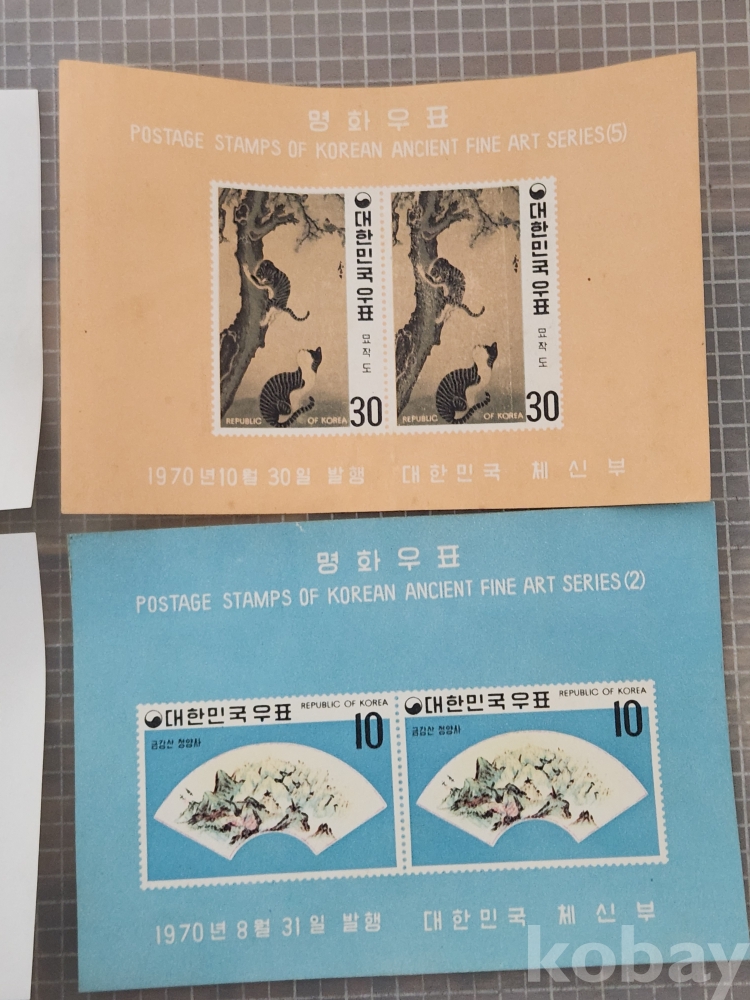 명화우표
POSTAGE STAMPS OF KOREAN ANCIENT FINE ART SERIES(5)
대한민국우표
묘작도
REPUBLIC OF KOREA
30
대한민국우표
묘작도
REPUBLIC OF KOREA
30
1970년10월 30일 발행 대한민국 체신부
명화우표
POSTAGE STAMPS OF KOREAN ANCIENT FINE ART SERIES(2)
대한민국우표 REPUBLIC OF KOREA
금강산 정양사
10
대한민국우표 REPUBLIC OF KOREA
금강산 정양사
10
1970년 8월 31일 발행 대한민국 체신부
kobay